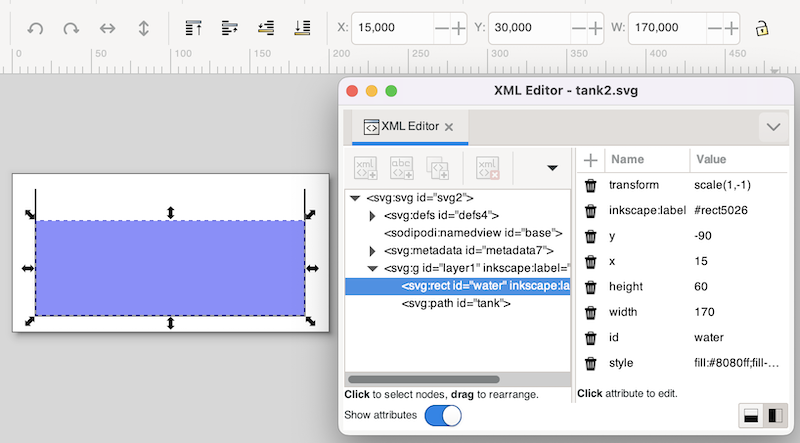 X: 15,000 Y: 30,000 W: 170,000
0 50 100 150 200 250 300 350 400 450
XML Editor - tank2.svg
XML Editor
Name Value
<svg:svg id="svg2"> transform scale(1,-1)
<svg:defs id="defs4"> inkscape:label #rect5026
<sodipodi:namedview id="base"> y -90
<svg:metadata id="metadata7"> x 15
<svg:g id="layer1" inkscape:label="
<svg:rect id="water" inkscape:la height 60
<svg:path id="tank"> width 170
id water
style fill:#8080ff;fill-...
Click to select nodes, drag to rearrange. Click attribute to edit.
Show attributes